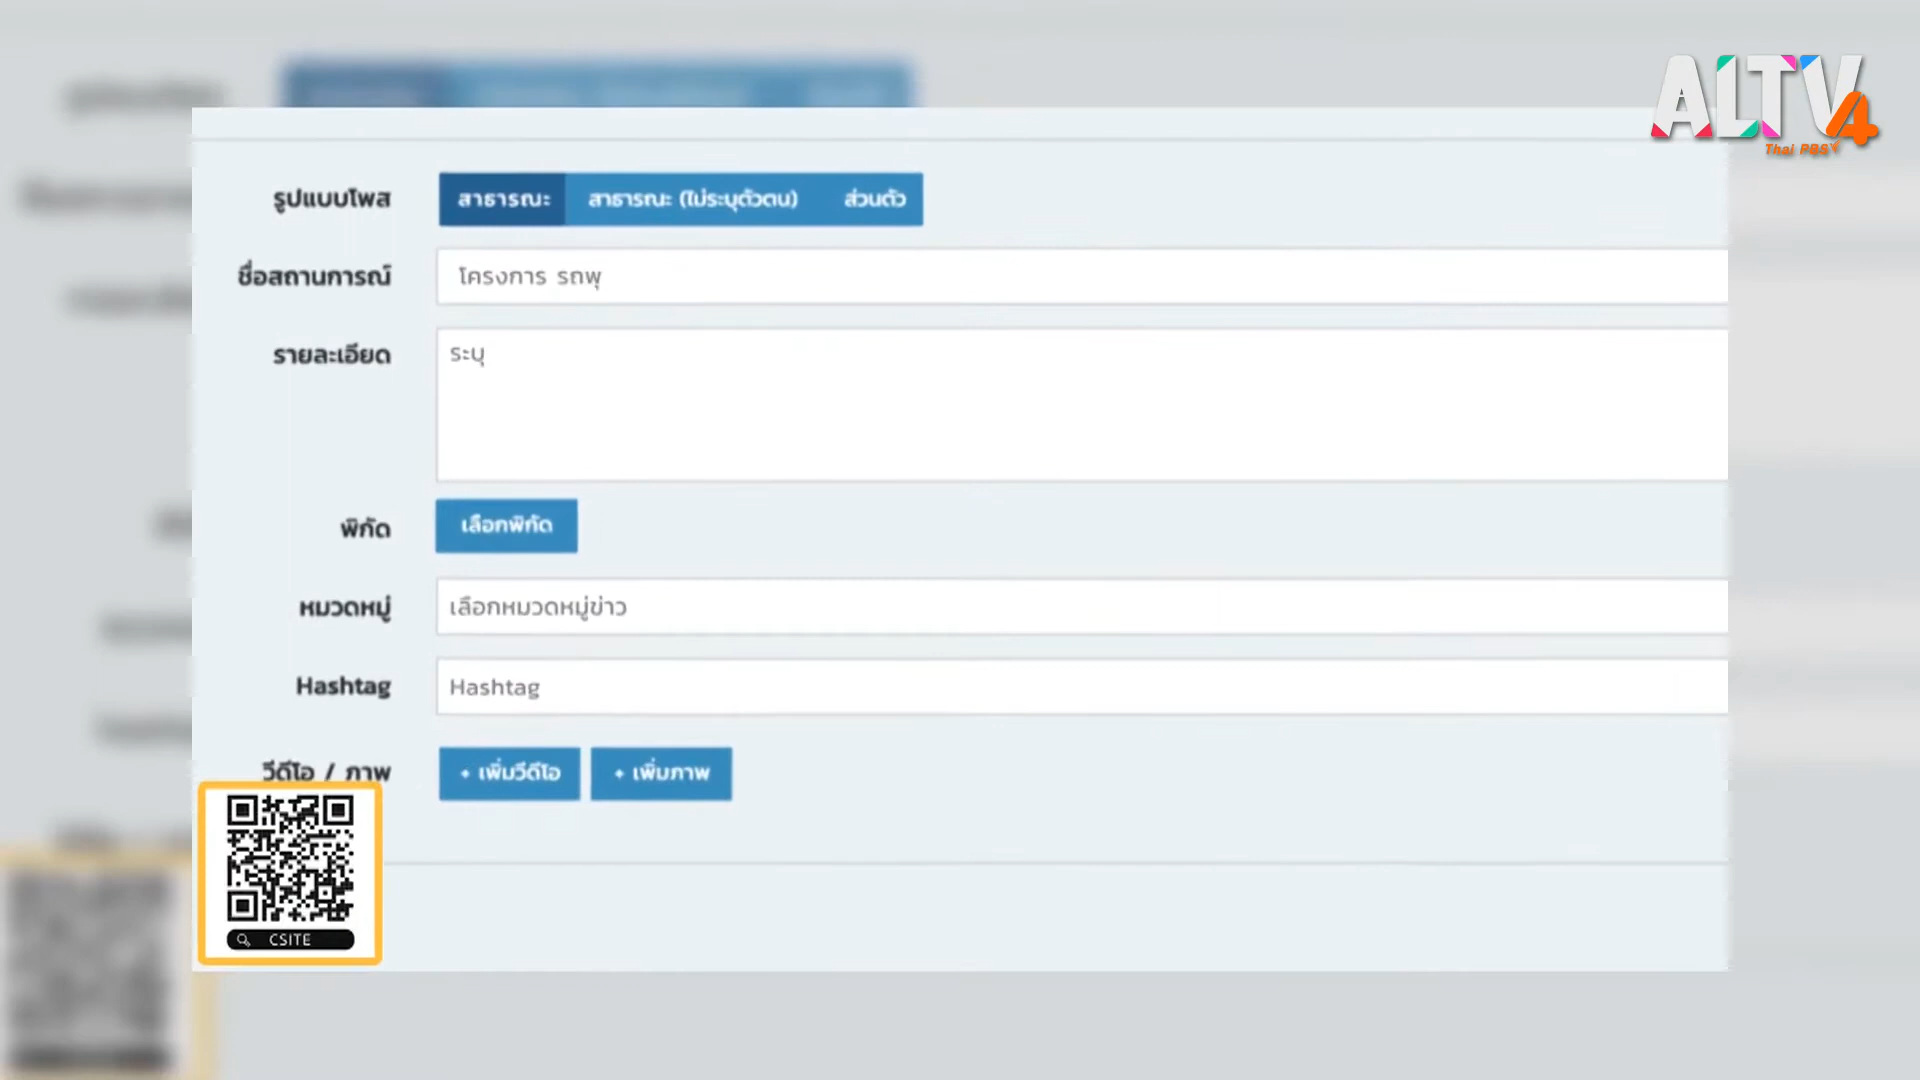 ALTV4
Thai PBS
รูปแบบโพส สาธารณะ สาธารณะ (ไม่ระบุตัวตน) ส่วนตัว
ชื่อสถานการณ์ โครงการ รถพุ
รายละเอียด ระบุ
พิกัด เลือกพิกัด
หมวดหมู่ เลือกหมวดหมู่ข่าว
Hashtag Hashtag
วีดีโอ / ภาพ + เพิ่มวีดีโอ + เพิ่มภาพ
CSITE